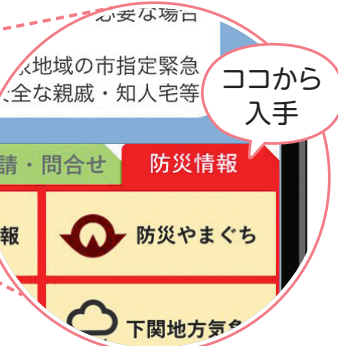 必要な場合
地域の市指定緊急
全な親戚・知人宅等
ココから
入手
請・問合せ
防災情報
報
防災やまぐち
下関地方気